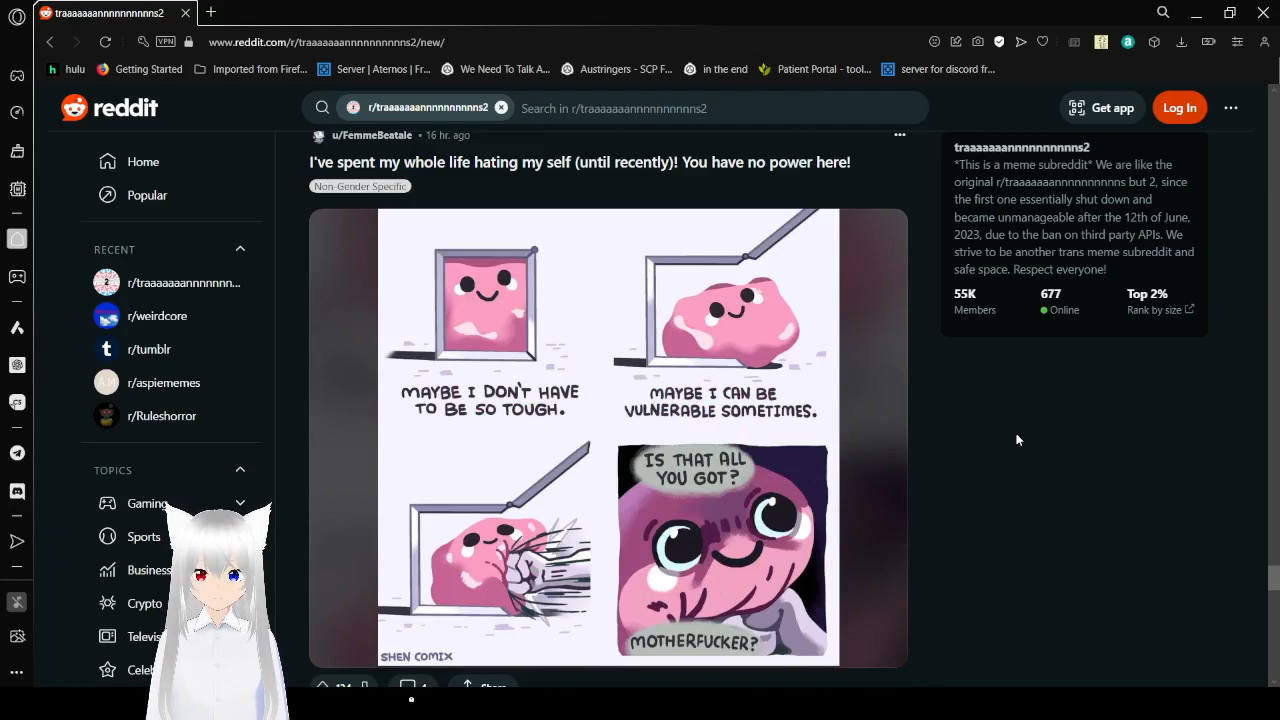 traaaaaaannnnnnnnnns2
VPN
www.reddit.com/r/traaaaaaannnnnnnnnns2/new/
hulu
Getting Started
Imported from Firef...
Server | Aternos | Fr...
We Need To Talk A...
Austringers - SCP F...
in the end
Patient Portal - tool...
server for discord fr...
reddit
r/traaaaaaannnnnnnnnns2
Search in r/traaaaaaannnnnnnnnns2
Get app
Log In
Home
Popular
RECENT
r/traaaaaaannnnnnn...
r/weirdcore
r/tumblr
AM
r/aspiememes
r/Ruleshorror
TOPICS
Gaming
Sports
Business
Crypto
Televis
Celeb
u/FemmeBeatale • 16 hr. ago
I've spent my whole life hating my self (until recently)! You have no power here!
Non-Gender Specific
MAYBE I DON'T HAVE
TO BE SO TOUGH.
MAYBE I CAN BE
VULNERABLE SOMETIMES.
IS THAT ALL
YOU GOT?
MOTHERFUCKER?
SHEN COMIX
Share
traaaaaaannnnnnnnnns2
*This is a meme subreddit* We are like the
original r/traaaaaaannnnnnnnnns but 2, since
the first one essentially shut down and
became unmanageable after the 12th of June,
2023, due to the ban on third party APIs. We
strive to be another trans meme subreddit and
safe space. Respect everyone!
55K
Members
677
Online
Top 2%
Rank by size